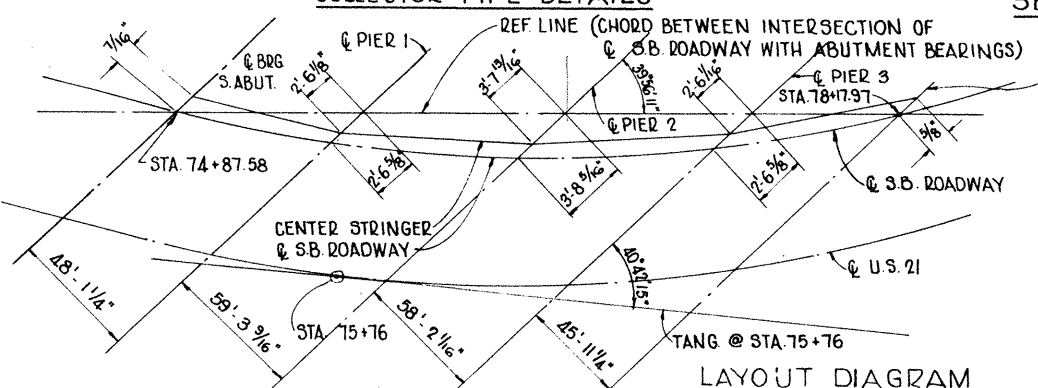 COLLECTOR PIPE DETAILS
REF. LINE (CHORD BETWEEN INTERSECTION OF
℄ S.B. ROADWAY WITH ABUTMENT BEARINGS)
7/16"
℄ BRG.
S. ABUT.
2'-6 1/8"
℄ PIER 1
3'-7 13/16"
39°56'11"
℄ PIER 2
2'-6 1/16"
℄ PIER 3
STA. 78+17.97
5/8"
STA. 74+87.58
2'-6 5/8"
3'-8 5/16"
2'-6 5/8"
℄ S.B. ROADWAY
CENTER STRINGER
℄ S.B. ROADWAY
40°42'15"
℄ U.S. 21
48'-1 1/4"
59'-3 9/16"
STA. 75+76
58'-2 1/16"
45'-11 1/4"
TANG. @ STA. 75+76
LAYOUT DIAGRAM